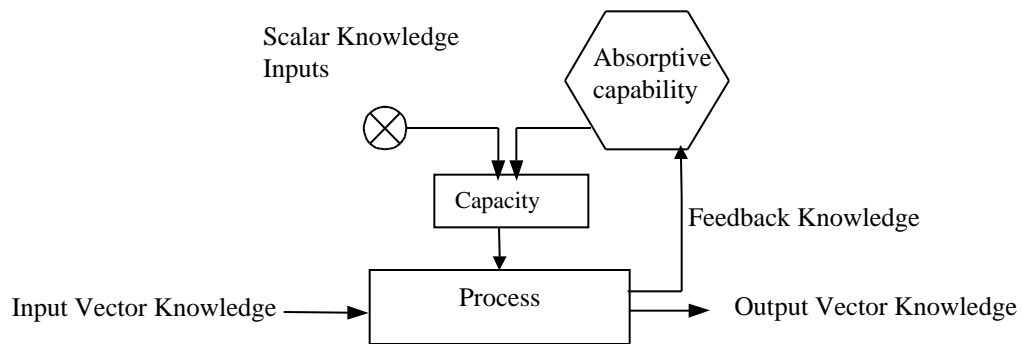 Scalar Knowledge
Inputs
Absorptive
capability
Capacity
Feedback Knowledge
Process
Input Vector Knowledge
Output Vector Knowledge